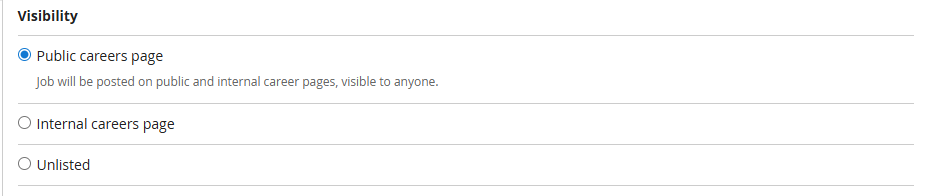 Visibility
Public careers page
Job will be posted on public and internal career pages, visible to anyone.
Internal careers page
Unlisted